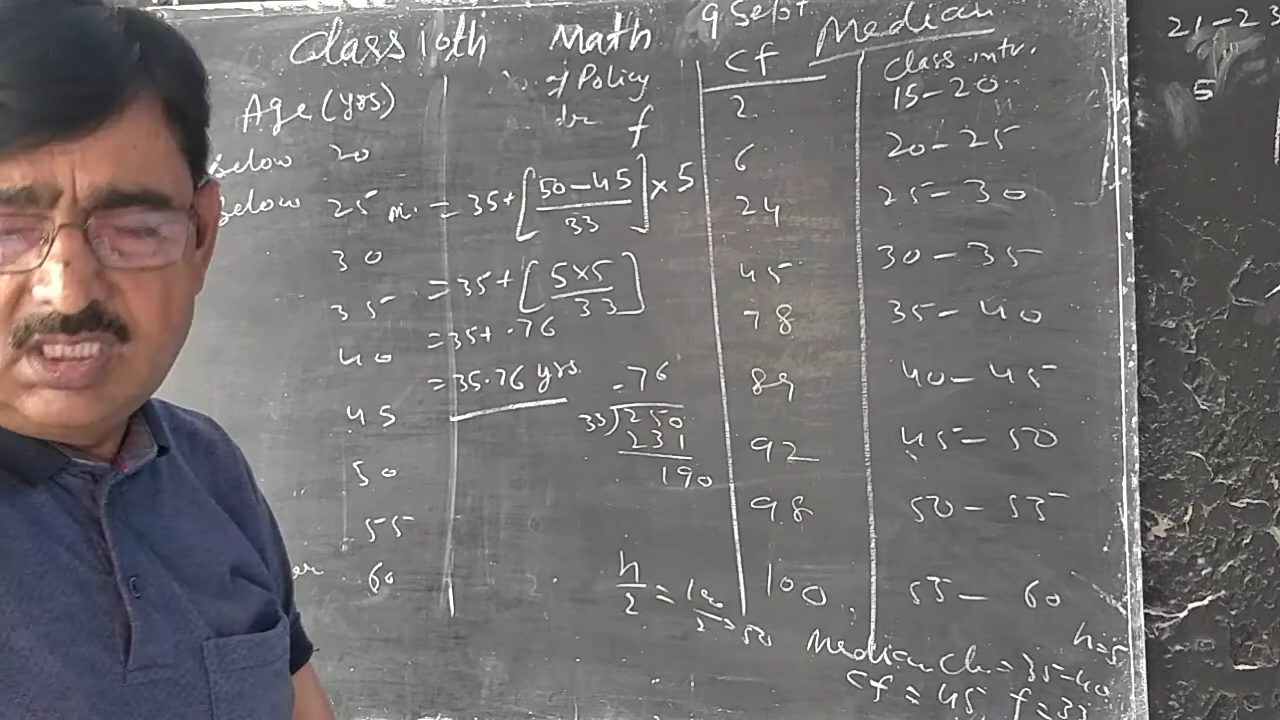 Class 10th Math 9 Sept Median
Age (yrs.) of Policy f cf Class intr.
Below 20 2 15-20
Below 25 6 20-25
30 24 25-30
35 45 30-35
40 78 35-40
45 89 40-45
50 92 45-50
55 98 50-55
60 100 55-60
m. = 35+[50-45/33]×5
= 35+[5×5/33]
= 35+.76
= 35.76 yrs.
.76
33)250
231
190
n/2 = 100/2 = 50
h=5
Median Cls = 35-40
cf = 45 f = 33
21-23
5